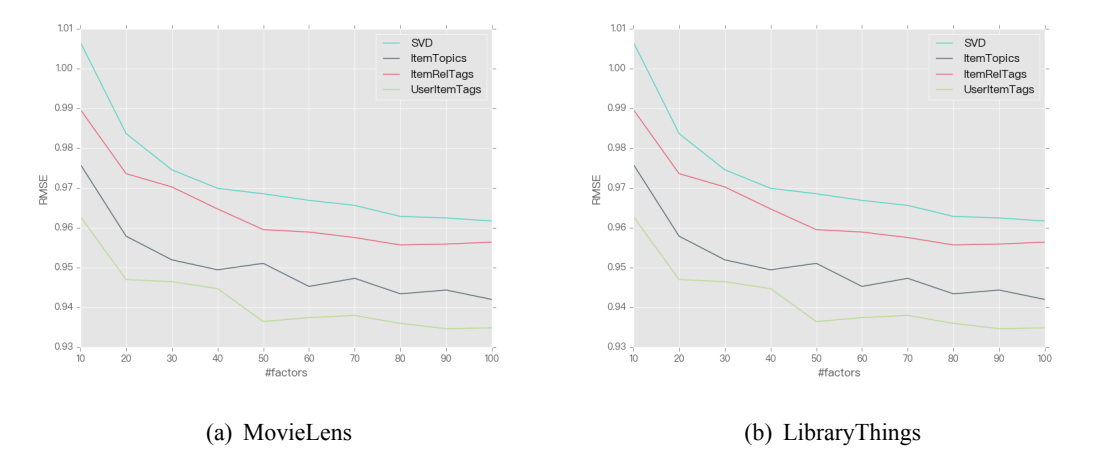 1.01
1.00
0.99
0.98
0.97
0.96
0.95
0.94
0.93
RMSE
10 20 30 40 50 60 70 80 90 100
#factors
SVD
ItemTopics
ItemRelTags
UserItemTags
(a) MovieLens
1.01
1.00
0.99
0.98
0.97
0.96
0.95
0.94
0.93
RMSE
10 20 30 40 50 60 70 80 90 100
#factors
SVD
ItemTopics
ItemRelTags
UserItemTags
(b) LibraryThings